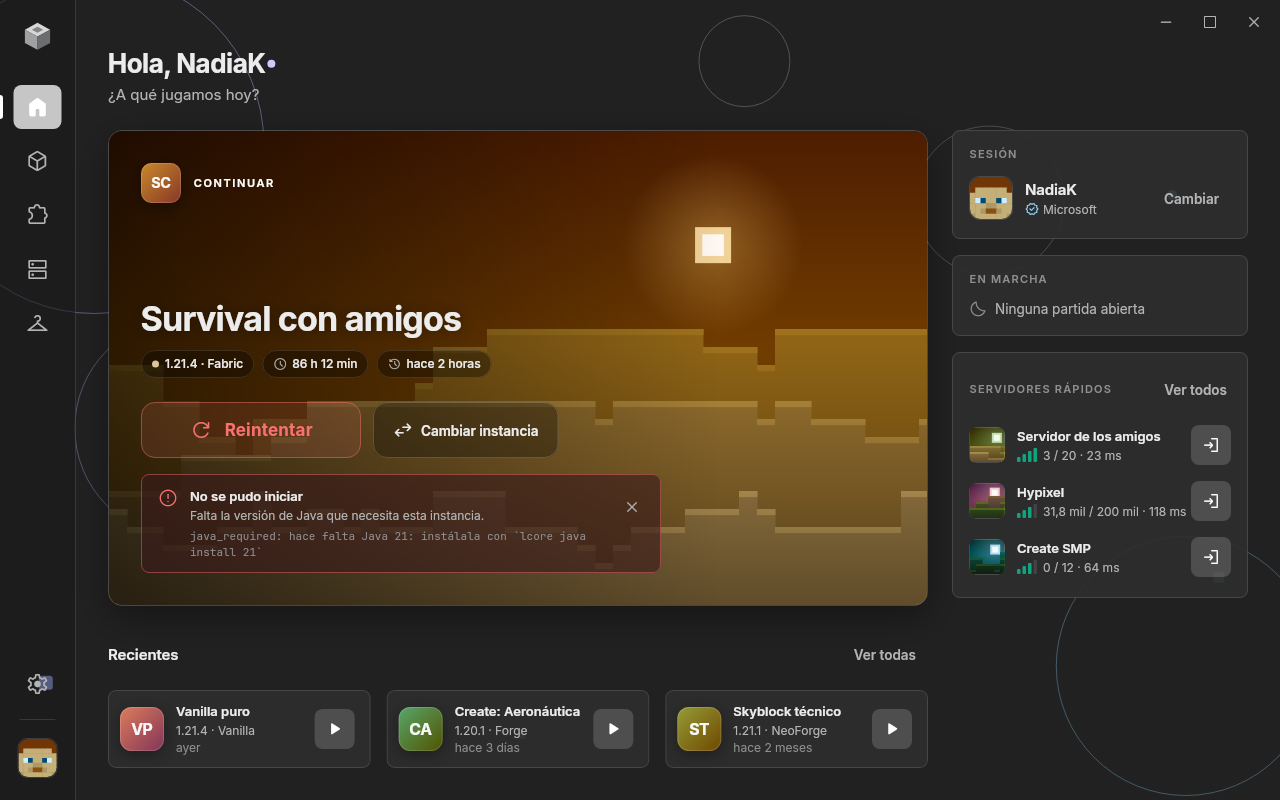 Hola, NadiaK
¿A qué jugamos hoy?
SC
CONTINUAR
Survival con amigos
1.21.4 · Fabric
86 h 12 min
hace 2 horas
Reintentar
Cambiar instancia
No se pudo iniciar
Falta la versión de Java que necesita esta instancia.
java_required: hace falta Java 21: instálala con `lcore java
install 21`
SESIÓN
NadiaK
Microsoft
Cambiar
EN MARCHA
Ninguna partida abierta
SERVIDORES RÁPIDOS
Ver todos
Servidor de los amigos
3 / 20 · 23 ms
Hypixel
31,8 mil / 200 mil · 118 ms
Create SMP
0 / 12 · 64 ms
Recientes
Ver todas
VP
Vanilla puro
1.21.4 · Vanilla
ayer
CA
Create: Aeronáutica
1.20.1 · Forge
hace 3 días
ST
Skyblock técnico
1.21.1 · NeoForge
hace 2 meses